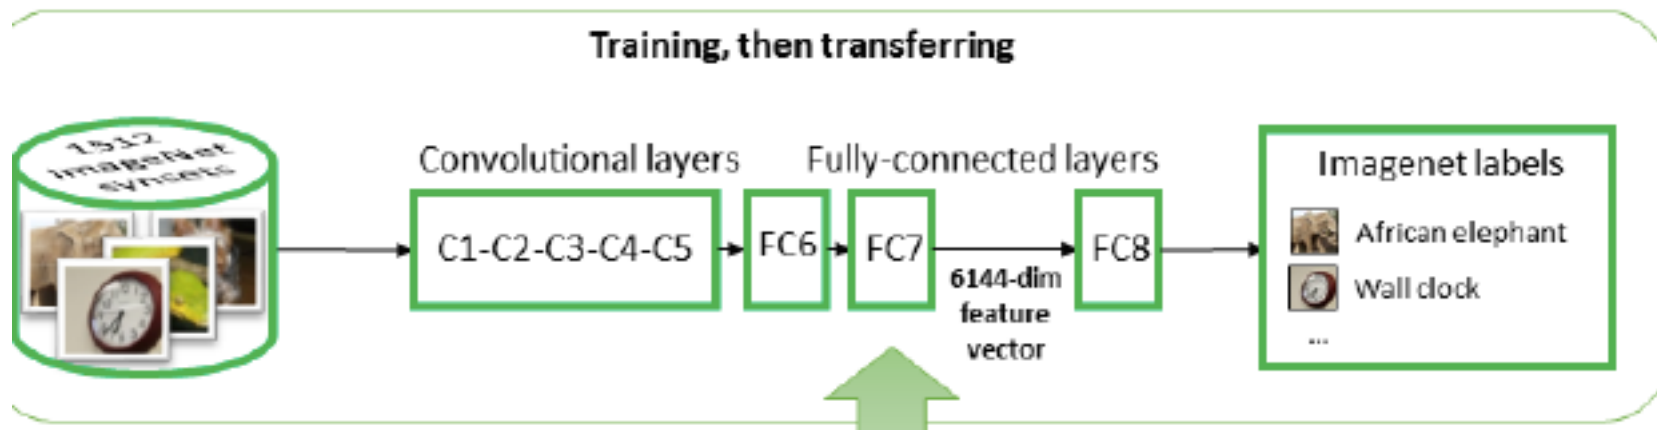 Training, then transferring
1512
imageNet
synsets
Convolutional layers
Fully-connected layers
C1-C2-C3-C4-C5
FC6
FC7
6144-dim
feature
vector
FC8
Imagenet labels
African elephant
Wall clock
...